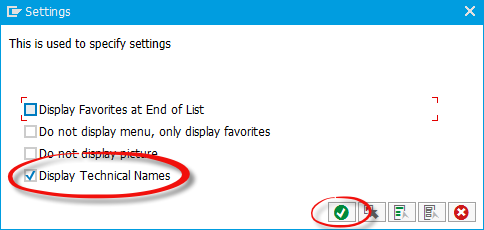 Settings
This is used to specify settings
Display Favorites at End of List
Do not display menu, only display favorites
Do not display picture
Display Technical Names